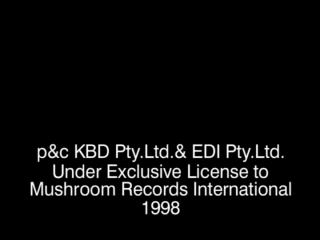 p&c KBD Pty.Ltd.& EDI Pty.Ltd.
Under Exclusive License to
Mushroom Records International
1998